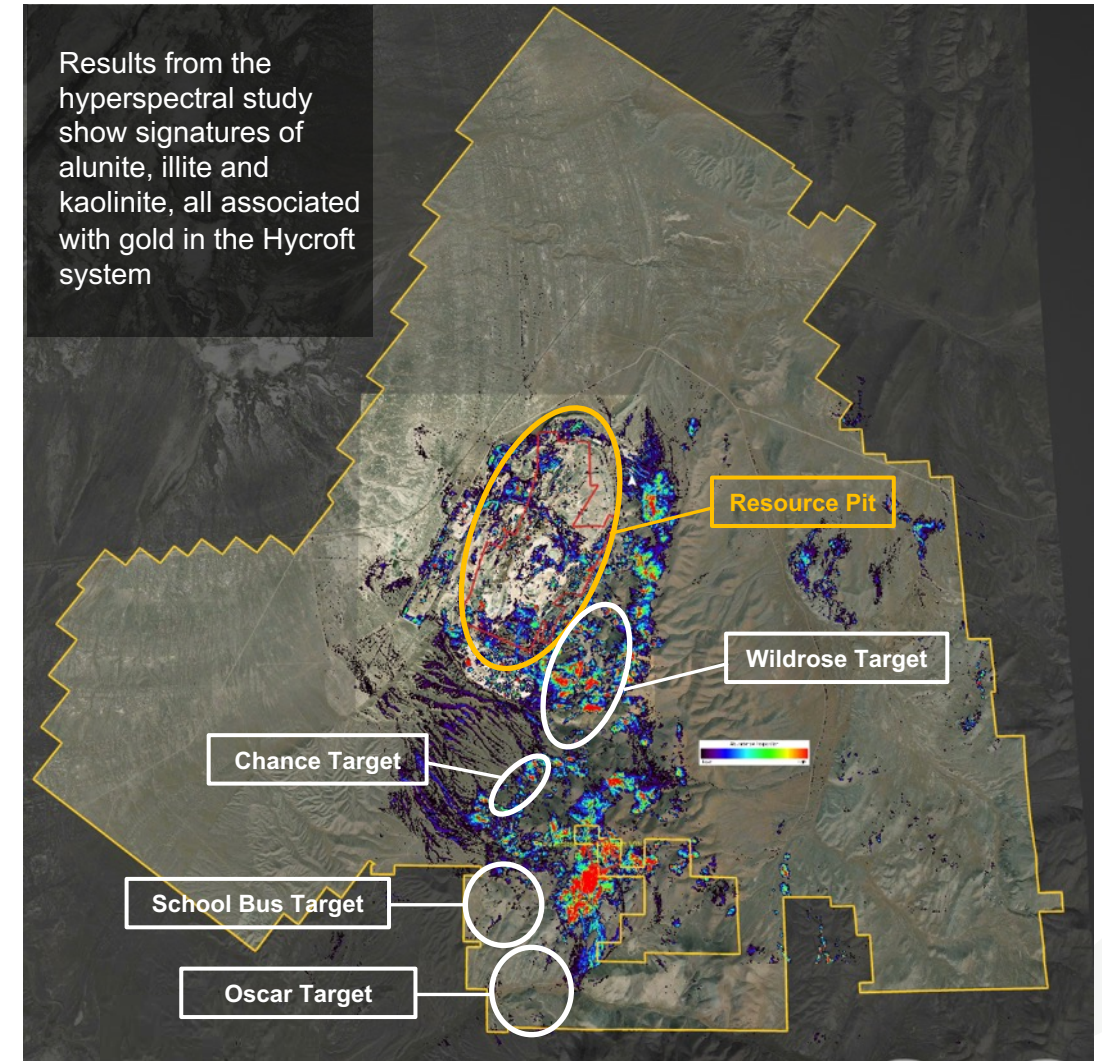 Results from the
hyperspectral study
show signatures of
alunite, illite and
kaolinite, all associated
with gold in the Hycroft
system
Resource Pit
Wildrose Target
Chance Target
School Bus Target
Oscar Target